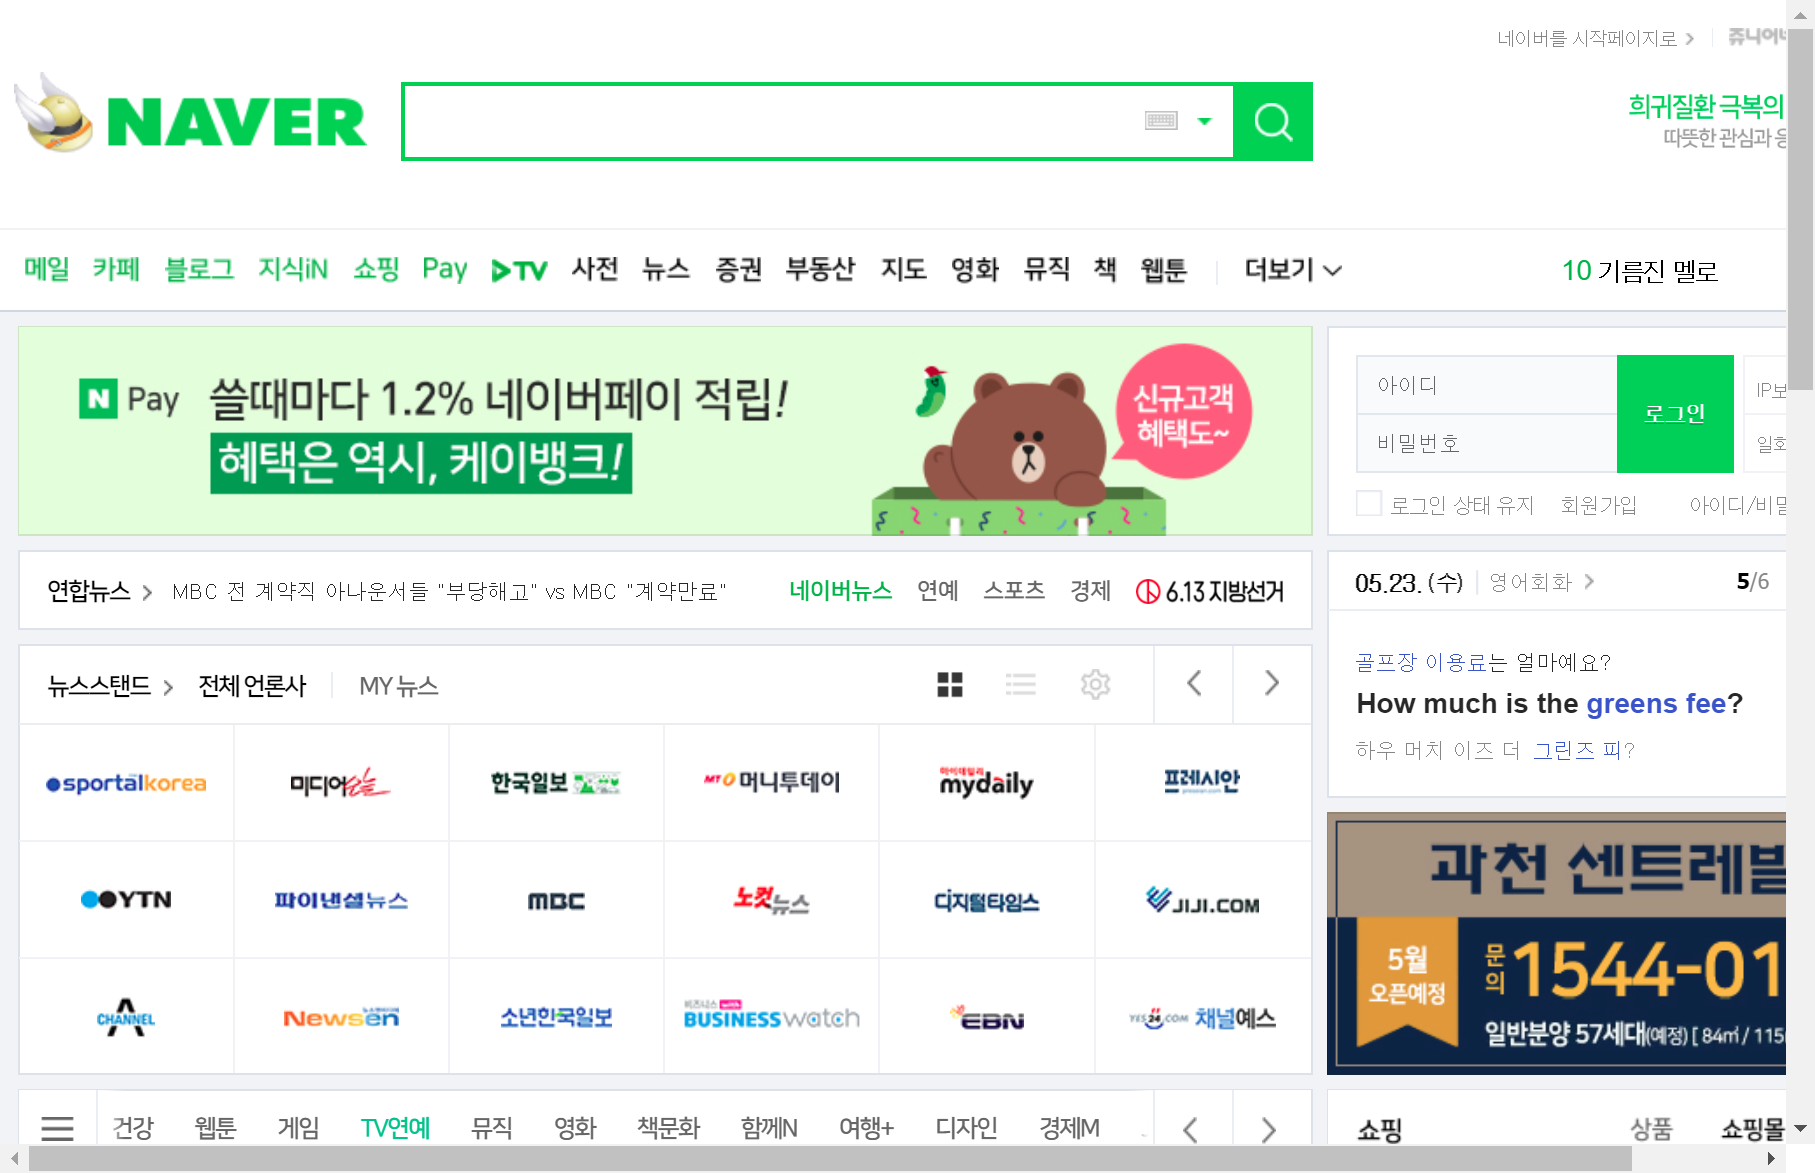 네이버를 시작페이지로
쥬니어네
NAVER
희귀질환 극복의
따뜻한 관심과 응
메일 카페 블로그 지식iN 쇼핑 Pay TV 사전 뉴스 증권 부동산 지도 영화 뮤직 책 웹툰 더보기
10 기름진 멜로
N Pay 쓸때마다 1.2% 네이버페이 적립!
혜택은 역시, 케이뱅크!
신규고객
혜택도~
아이디
비밀번호
로그인
IP보
일회
로그인 상태 유지 회원가입 아이디/비밀
연합뉴스 MBC 전 계약직 아나운서들 "부당해고" vs MBC "계약만료"
네이버뉴스 연예 스포츠 경제 6.13 지방선거
05.23. (수) 영어회화 5/6
골프장 이용료는 얼마예요?
How much is the greens fee?
하우 머치 이즈 더 그린즈 피?
뉴스스탠드 전체 언론사 MY 뉴스
sportalkorea 미디어스 한국일보 MT 머니투데이 마이데일리 mydaily 프레시안
YTN 파이낸셜뉴스 MBC 노컷뉴스 디지털타임스 JIJI.COM
CHANNEL A Newsen 소년한국일보 비즈니스 watch BUSINESS watch EBN YES24.COM 채널예스
과천 센트레빌
5월
오픈예정
문의 1544-01
일반분양 57세대(예정) [ 84㎡ / 115
건강 웹툰 게임 TV연예 뮤직 영화 책문화 함께N 여행+ 디자인 경제M
쇼핑 상품 쇼핑몰